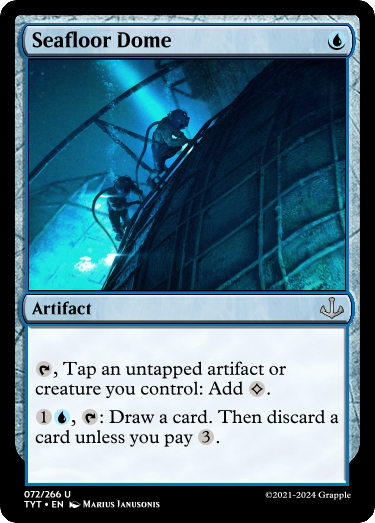 Seafloor Dome
Artifact
, Tap an untapped artifact or
creature you control: Add .
1 , : Draw a card. Then discard a
card unless you pay 3.
072/266 U
TYT • EN Marius Janusonis
©2021-2024 Grapple